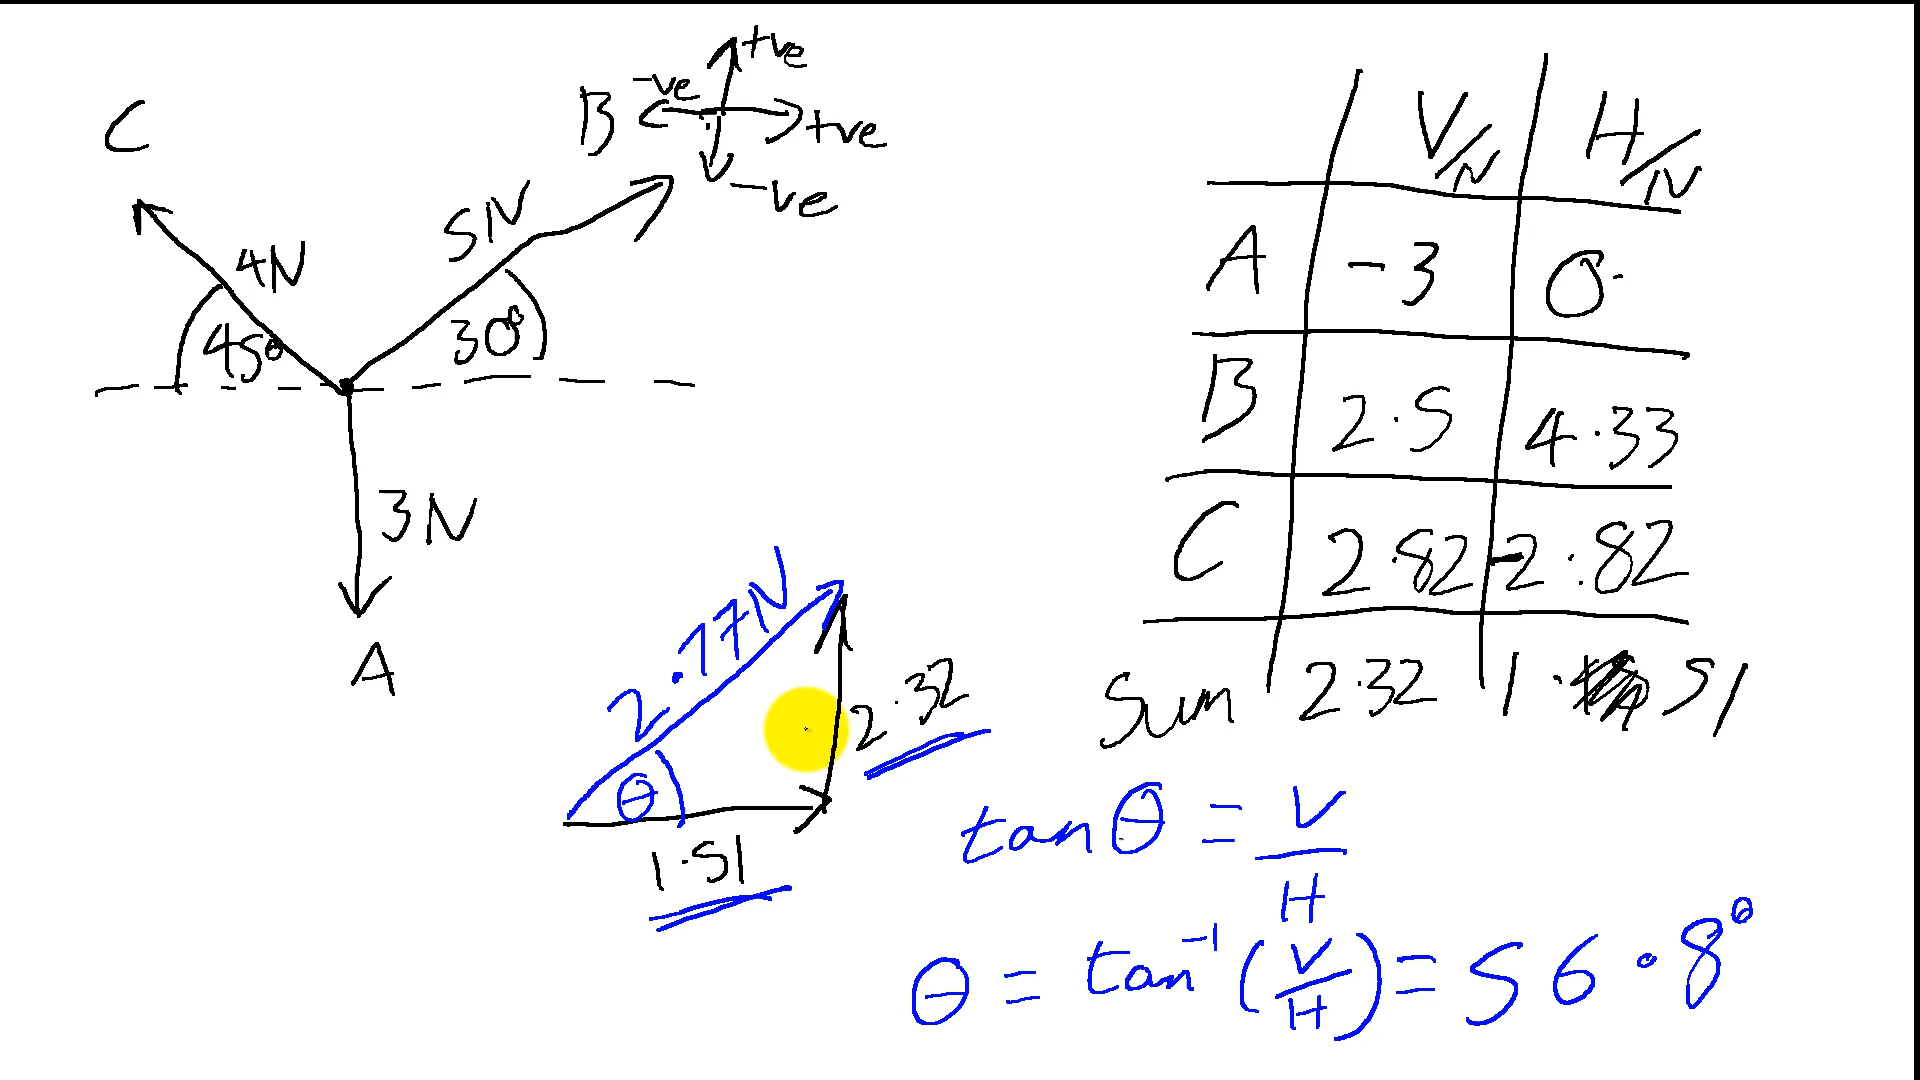 C
B
+ve
-ve
+ve
-ve
4N
5N
45°
30°
3N
A
V/N H/N
A -3 0
B 2.5 4.33
C 2.82 -2.82
Sum 2.32 1.51
2.77N
2.32
θ
1.51
tanθ = V/H
θ = tan⁻¹(V/H) = 56.8°